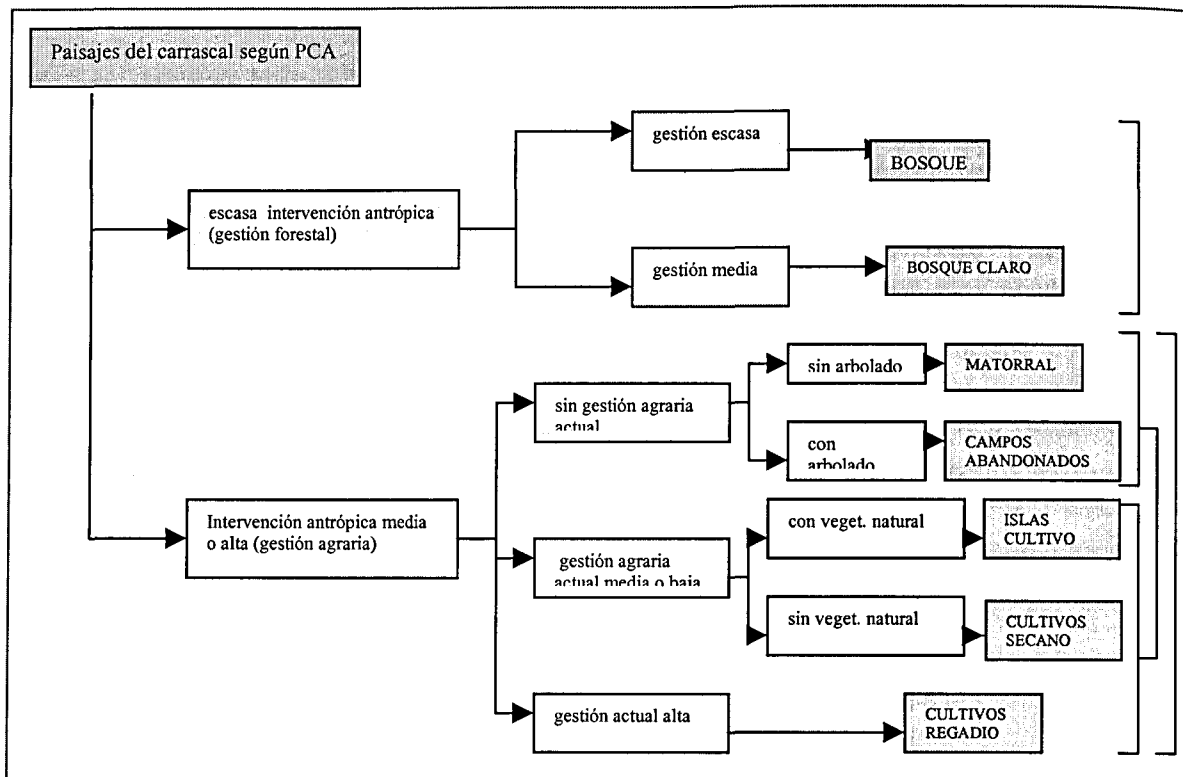 Paisajes del carrascal según PCA
gestión escasa
BOSQUE
escasa intervención antrópica
(gestión forestal)
gestión media
BOSQUE CLARO
sin arbolado
MATORRAL
sin gestión agraria
actual
con
arbolado
CAMPOS
ABANDONADOS
Intervención antrópica media
o alta (gestión agraria)
con veget. natural
ISLAS
CULTIVO
gestión agraria
actual media o baja
sin veget. natural
CULTIVOS
SECANO
gestión actual alta
CULTIVOS
REGADIO